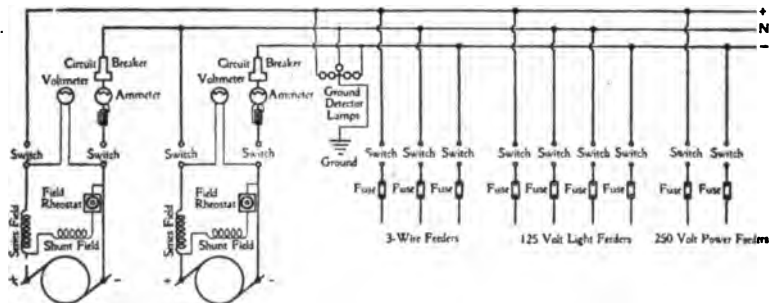 +
N
−
Circuit Breaker
Circuit Breaker
Voltmeter
Voltmeter
Ammeter
Ammeter
Ground
Detector
Lamps
Ground
Switch Switch Switch Switch Switch Switch Switch Switch Switch Switch Switch Switch Switch
Fuse Fuse Fuse Fuse Fuse Fuse Fuse Fuse Fuse
Field
Rheostat
Field
Rheostat
Series Field
Series Field
Shunt Field
Shunt Field
3-Wire Feeders
125 Volt Light Feeders
250 Volt Power Feeders
+ -
+ -